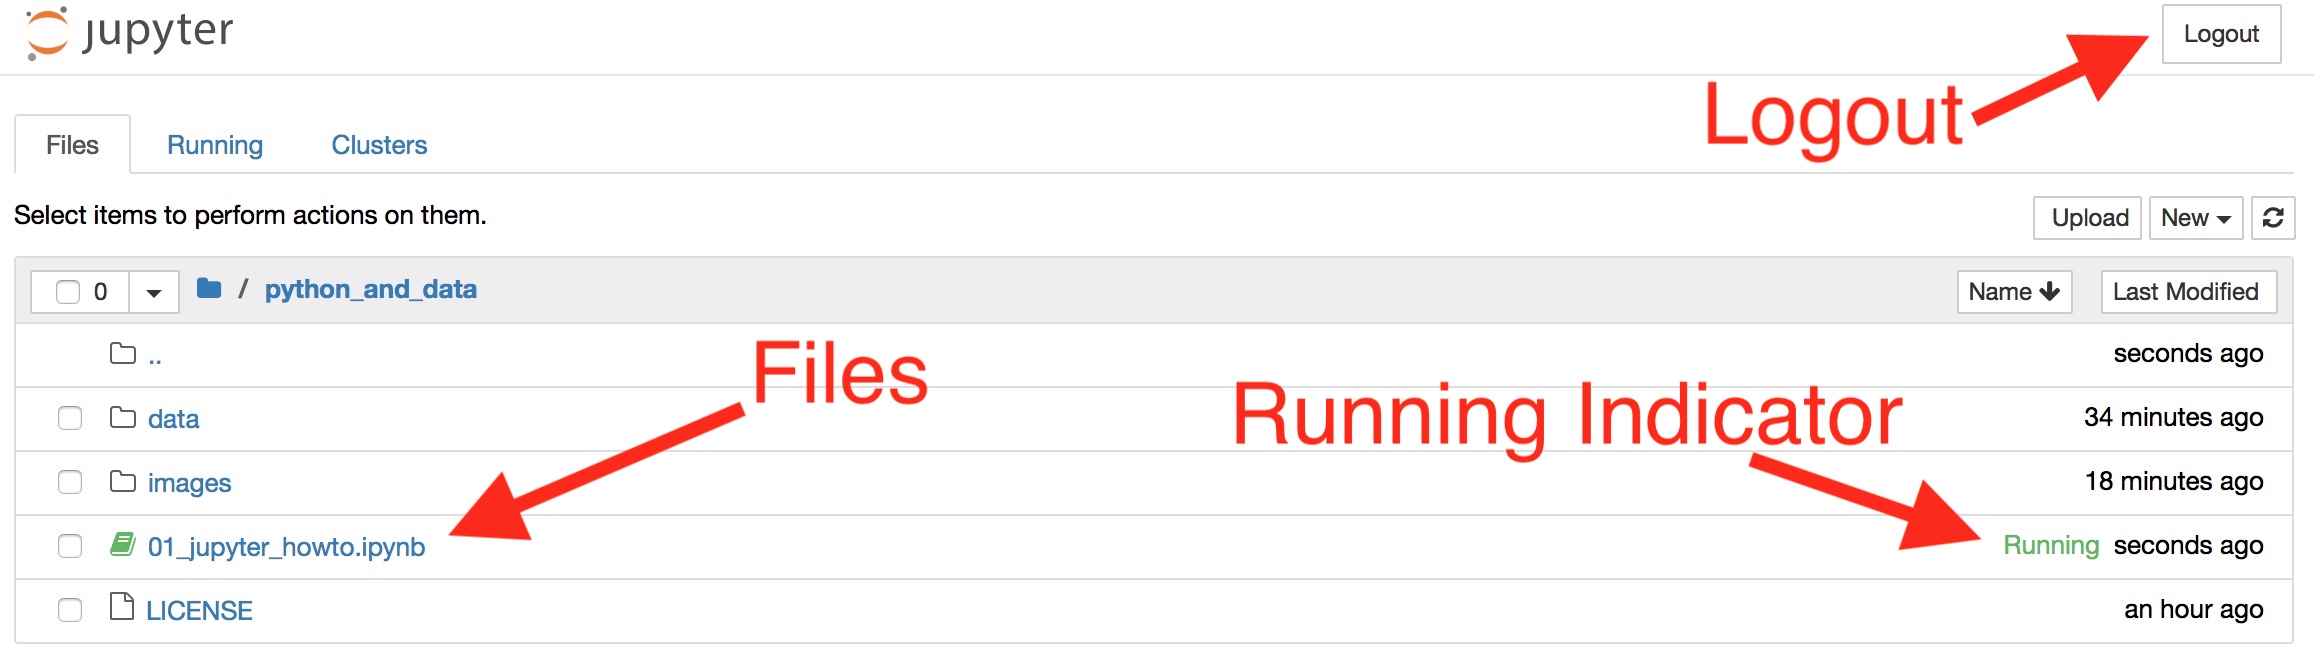 jupyter
Logout
Logout
Files Running Clusters
Select items to perform actions on them.
Upload New
0 / python_and_data
Name Last Modified
.. seconds ago
Files
Running Indicator
data 34 minutes ago
images 18 minutes ago
01_jupyter_howto.ipynb Running seconds ago
LICENSE an hour ago